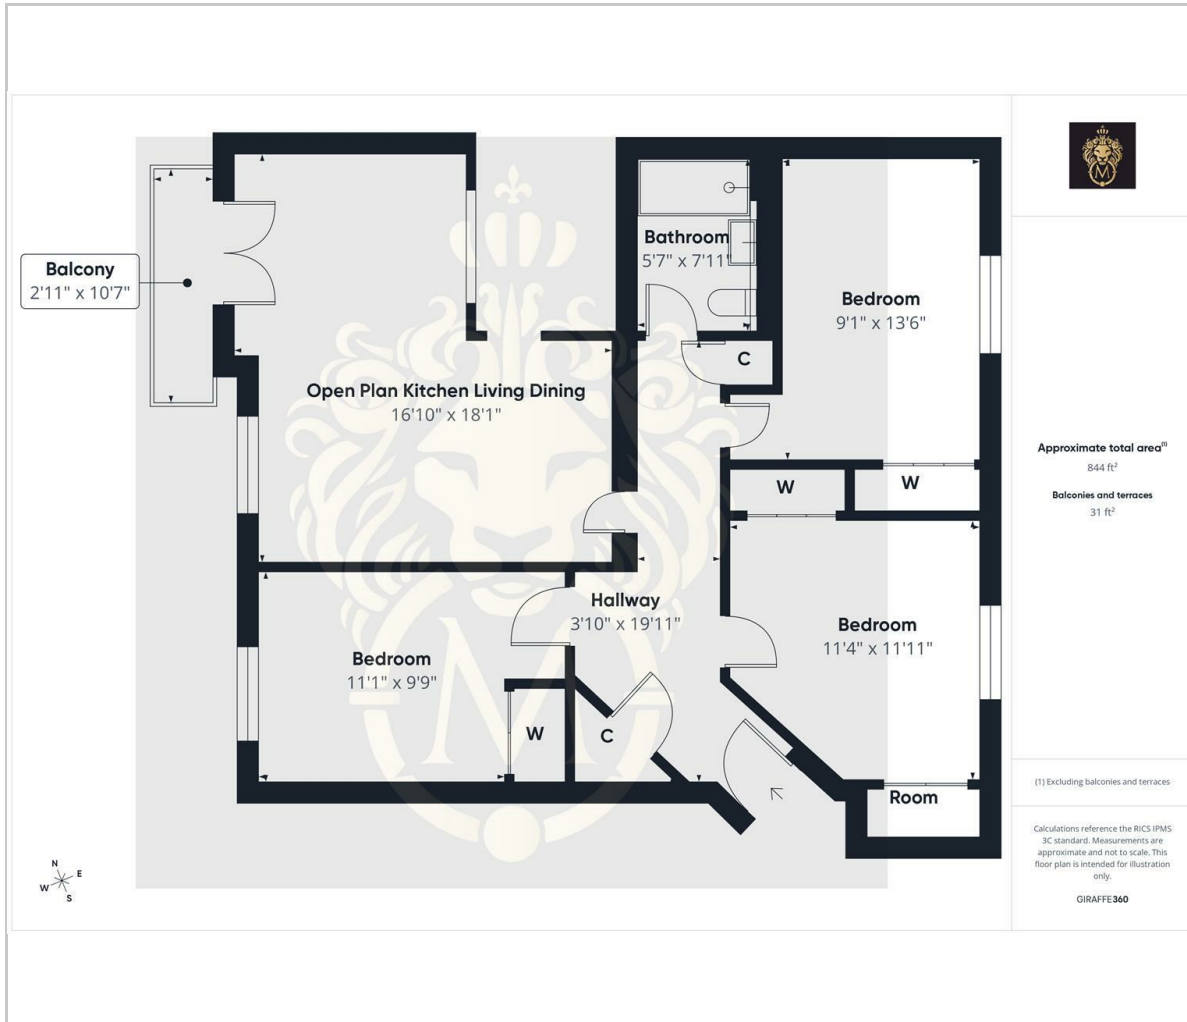 Balcony
2'11" x 10'7"
Bathroom
5'7" x 7'11"
Bedroom
9'1" x 13'6"
C
Open Plan Kitchen Living Dining
16'10" x 18'1"
W
W
Hallway
3'10" x 19'11"
Bedroom
11'4" x 11'11"
Bedroom
11'1" x 9'9"
W
C
Room
N
E
W
S
M
M
Approximate total area(1)
844 ft²
Balconies and terraces
31 ft²
(1) Excluding balconies and terraces
Calculations reference the RICS IPMS
3C standard. Measurements are
approximate and not to scale. This
floor plan is intended for illustration
only.
GIRAFFE360